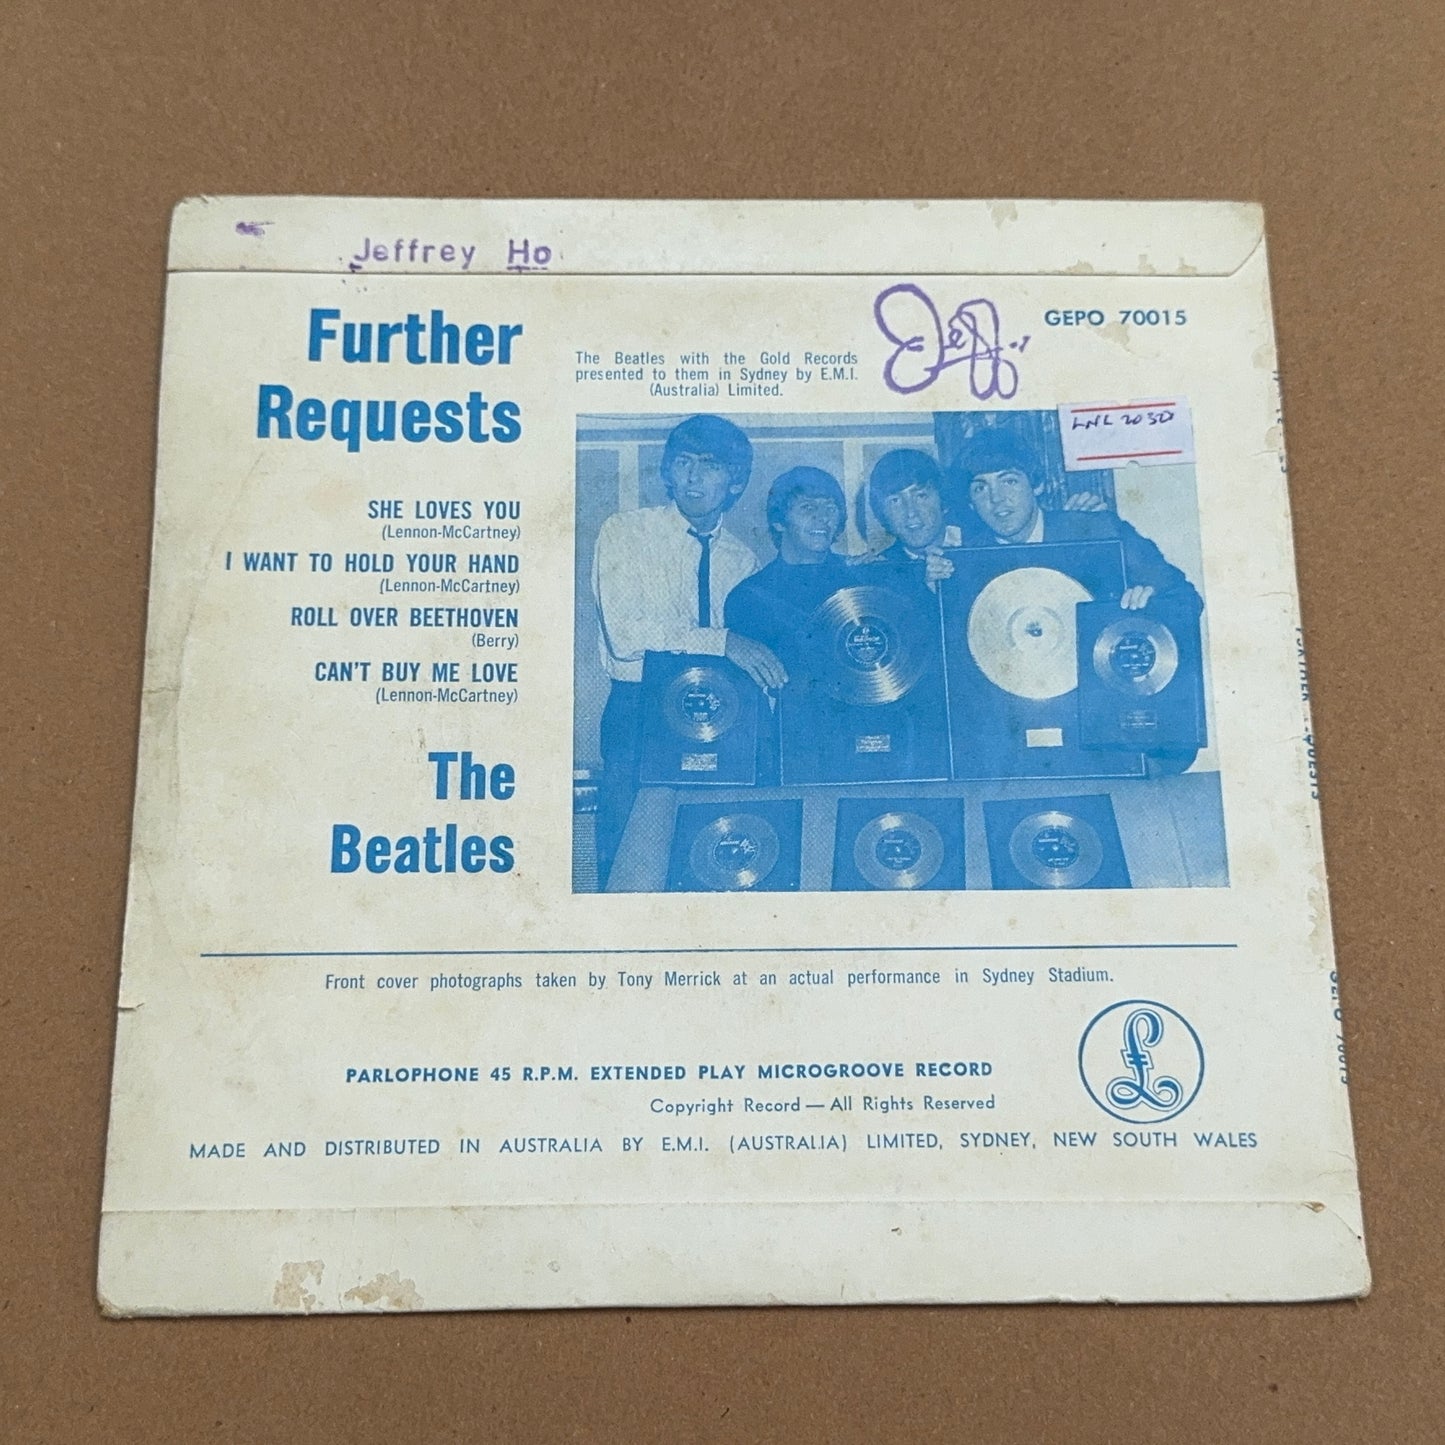 Jeffrey Ho
Further
Requests
SHE LOVES YOU
(Lennon-McCartney)
I WANT TO HOLD YOUR HAND
(Lennon-McCartney)
ROLL OVER BEETHOVEN
(Berry)
CAN'T BUY ME LOVE
(Lennon-McCartney)
The
Beatles
The Beatles with the Gold Records
presented to them in Sydney by E.M.I.
(Australia) Limited.
Jeff
GEPO 70015
Front cover photographs taken by Tony Merrick at an actual performance in Sydney Stadium.
PARLOPHONE 45 R.P.M. EXTENDED PLAY MICROGROOVE RECORD
Copyright Record — All Rights Reserved
£
MADE AND DISTRIBUTED IN AUSTRALIA BY E.M.I. (AUSTRALIA) LIMITED, SYDNEY, NEW SOUTH WALES